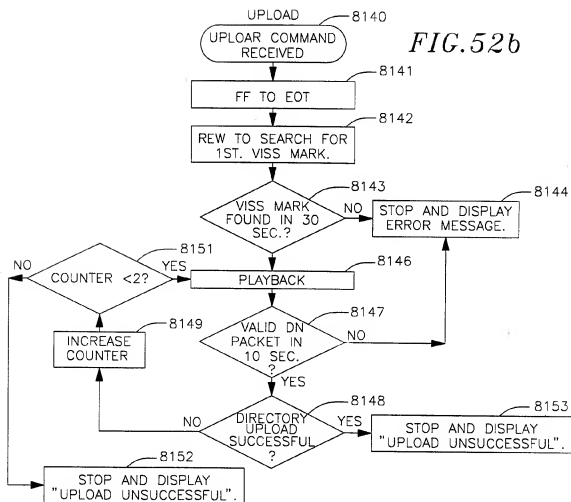 UPLOAD
8140
UPLOAR COMMAND
RECEIVED
FIG.52b
8141
FF TO EOT
8142
REW TO SEARCH FOR
1ST. VISS MARK.
8143
VISS MARK
FOUND IN 30
SEC.?
NO
8144
STOP AND DISPLAY
ERROR MESSAGE.
8151
NO
COUNTER <2?
YES
8146
PLAYBACK
8147
VALID DN
PACKET IN
10 SEC.
?
NO
8149
INCREASE
COUNTER
YES
8148
NO
DIRECTORY
UPLOAD
SUCCESSFUL
?
YES
8153
STOP AND DISPLAY
"UPLOAD UNSUCCESSFUL".
8152
STOP AND DISPLAY
"UPLOAD UNSUCCESSFUL".